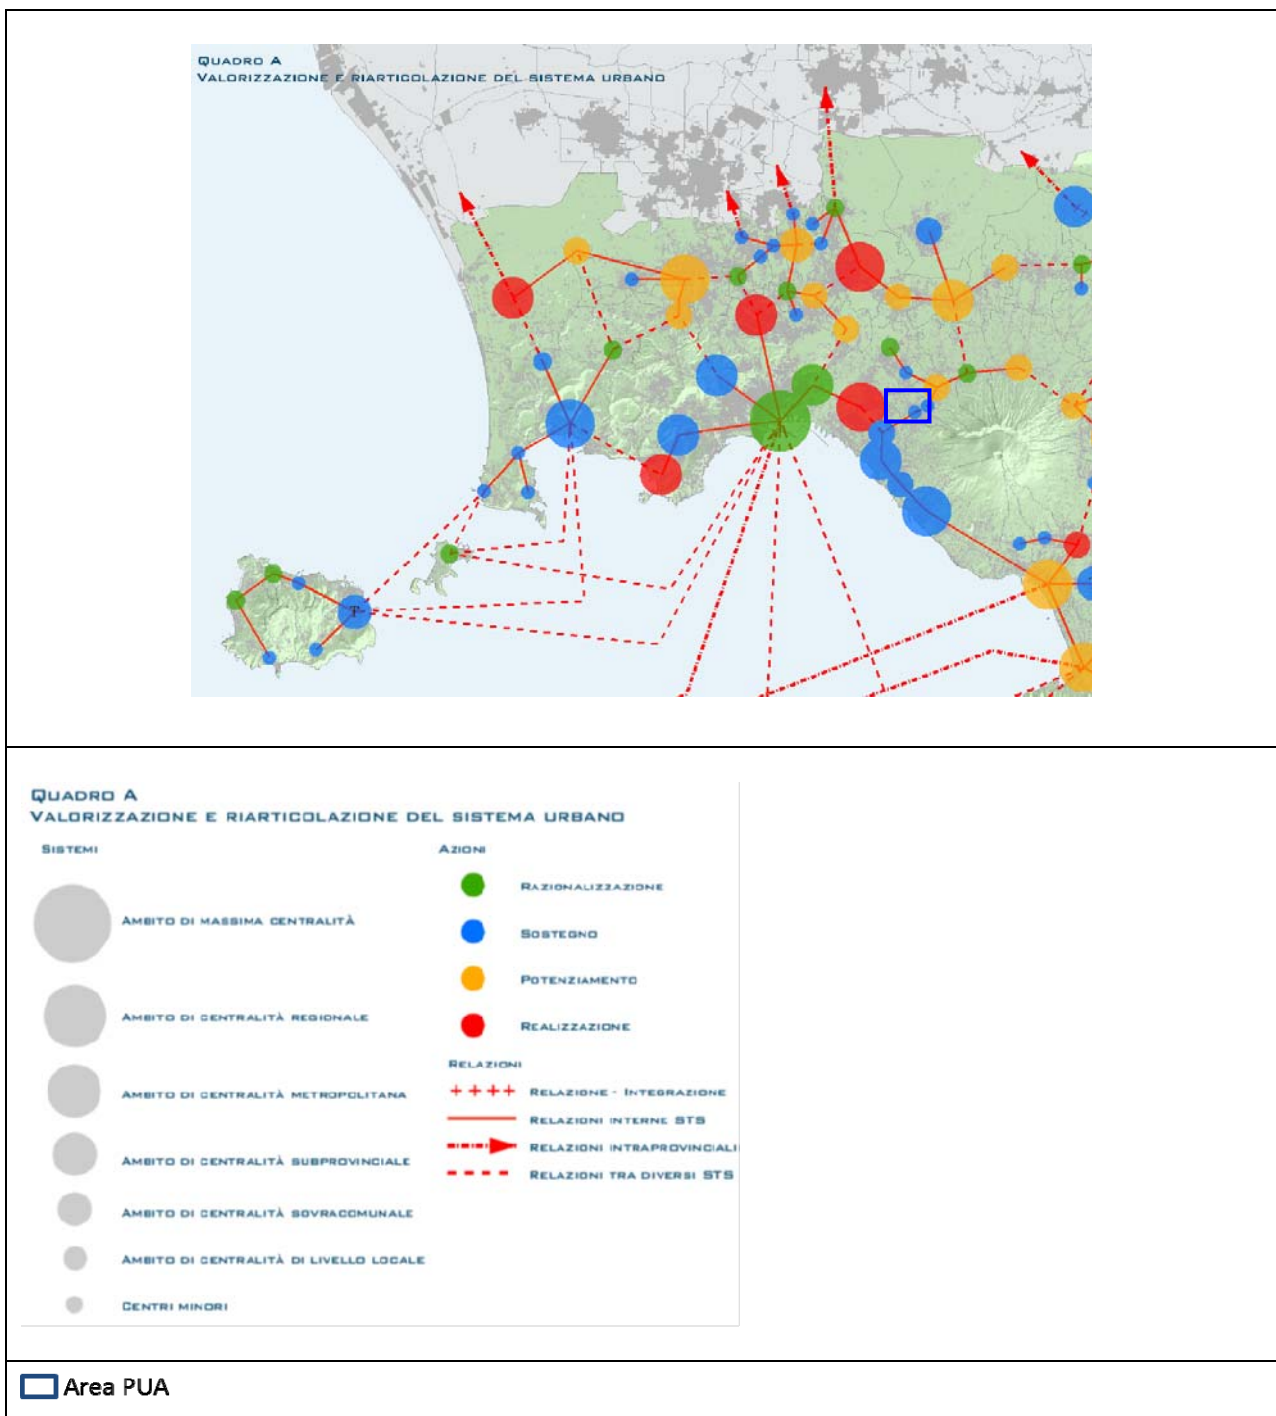 QUADRO A
VALORIZZAZIONE E RIARTICOLAZIONE DEL SISTEMA URBANO
QUADRO A
VALORIZZAZIONE E RIARTICOLAZIONE DEL SISTEMA URBANO
SISTEMI
AMBITO DI MASSIMA CENTRALITÀ
AMBITO DI CENTRALITÀ REGIONALE
AMBITO DI CENTRALITÀ METROPOLITANA
AMBITO DI CENTRALITÀ SUBPROVINCIALE
AMBITO DI CENTRALITÀ SOVRACOMUNALE
AMBITO DI CENTRALITÀ DI LIVELLO LOCALE
CENTRI MINORI
AZIONI
RAZIONALIZZAZIONE
SOSTEGNO
POTENZIAMENTO
REALIZZAZIONE
RELAZIONI
RELAZIONE - INTEGRAZIONE
RELAZIONI INTERNE STS
RELAZIONI INTRAPROVINCIALI
RELAZIONI TRA DIVERSI STS
Area PUA